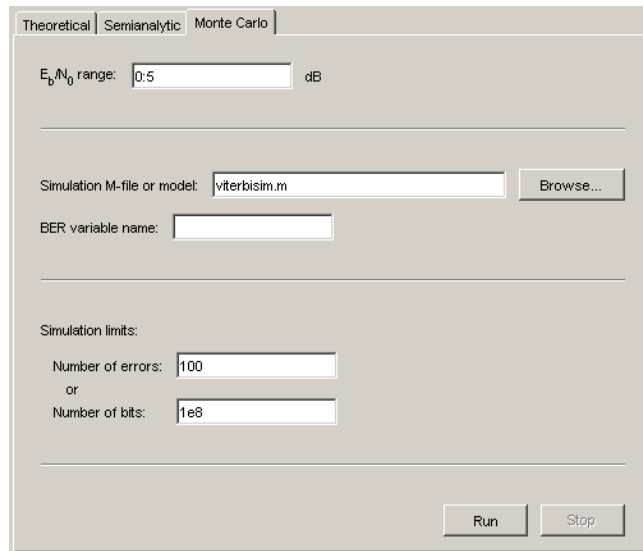 Theoretical Semianalytic Monte Carlo
Eb/N0 range: 0:5 dB
Simulation M-file or model: viterbisim.m Browse...
BER variable name:
Simulation limits:
Number of errors: 100
or
Number of bits: 1e8
Run Stop